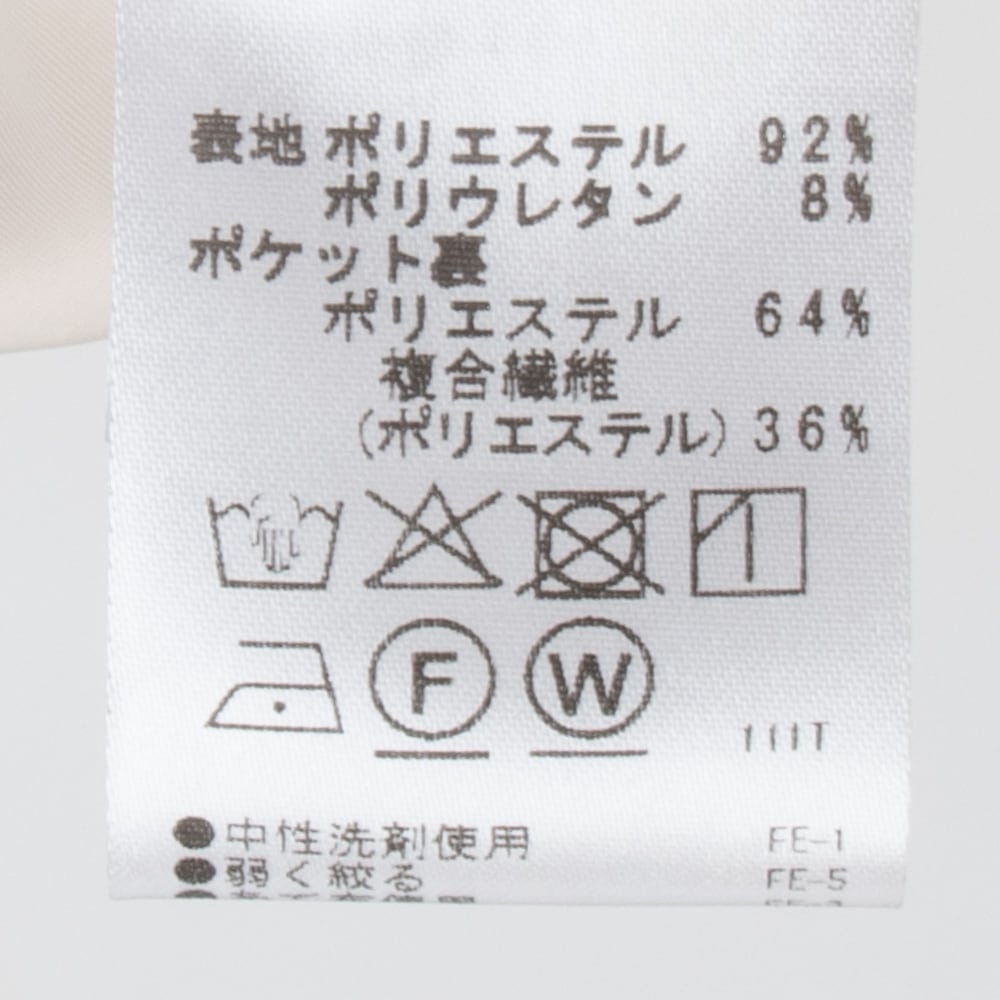 表地 ポリエステル 92%
ポリウレタン 8%
ポケット裏
ポリエステル 64%
複合繊維
(ポリエステル) 36%
F W
111T
●中性洗剤使用 FE-1
●弱く絞る FE-5